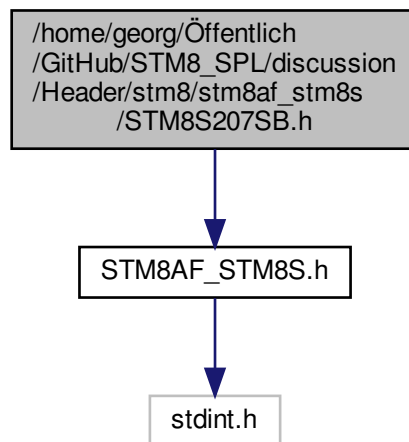 /home/georg/Öffentlich
/GitHub/STM8_SPL/discussion
/Header/stm8/stm8af_stm8s
/STM8S207SB.h
STM8AF_STM8S.h
stdint.h